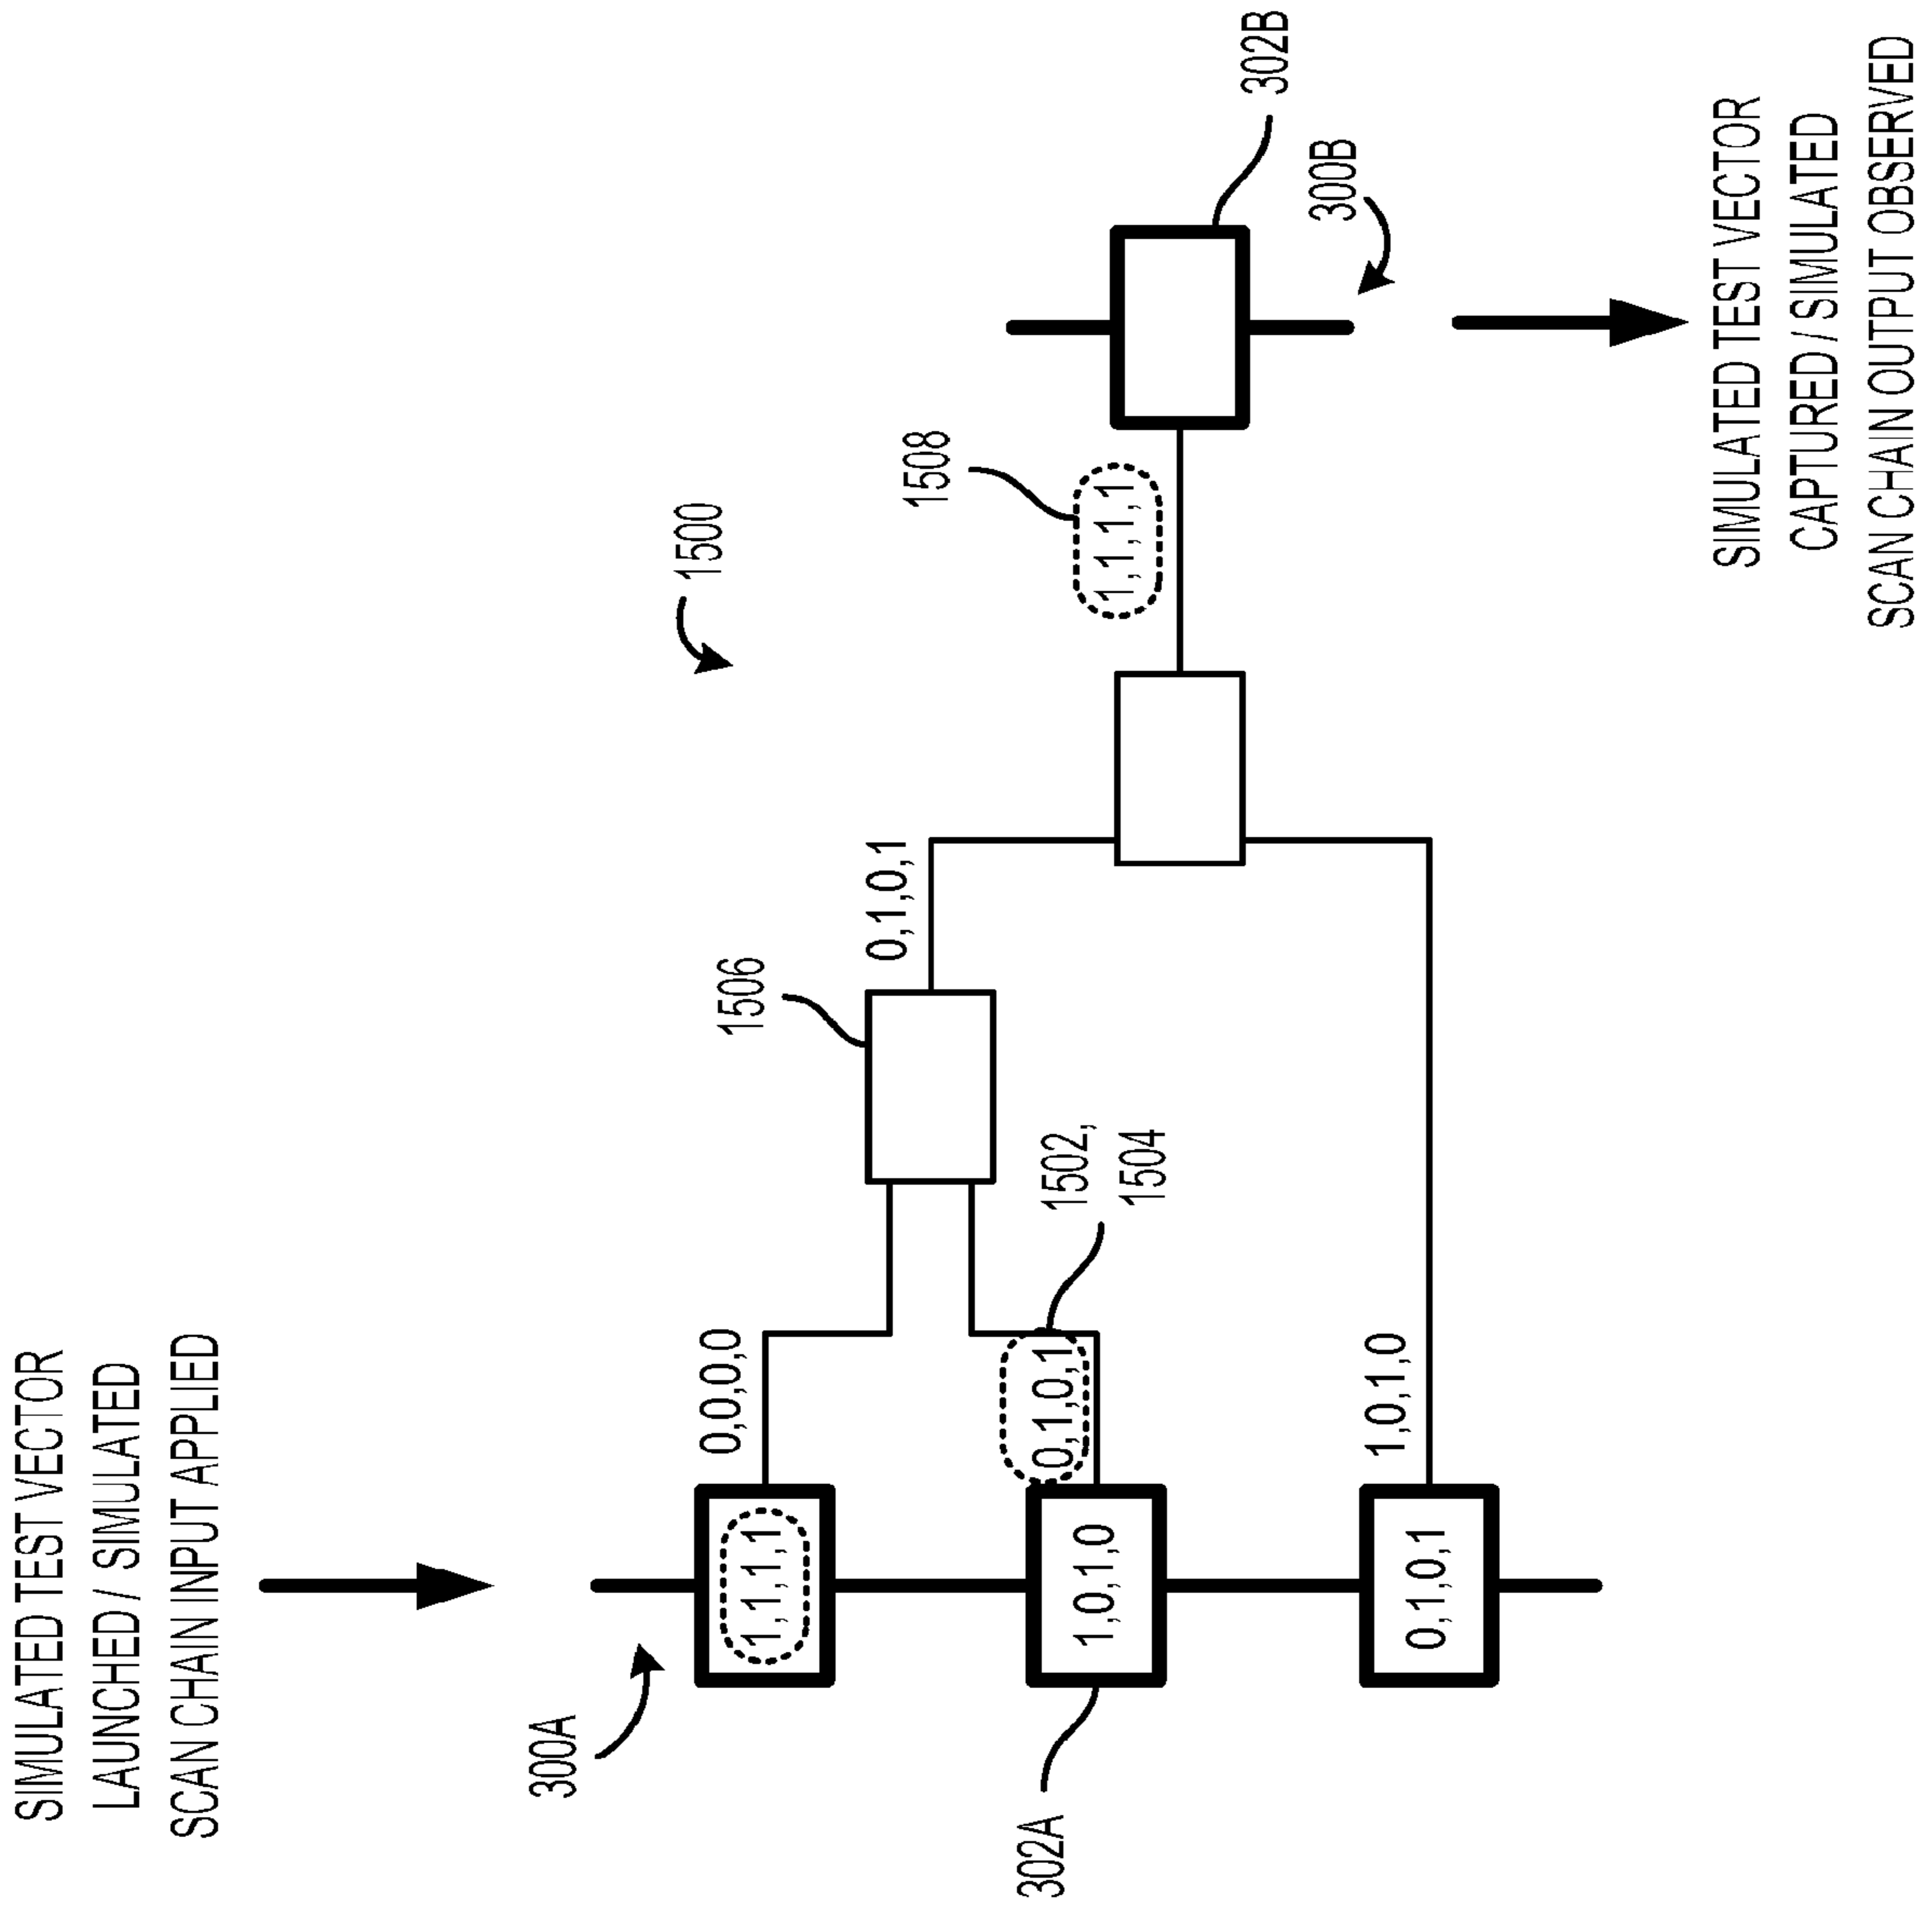 SIMULATED TEST VECTOR
LAUNCHED / SIMULATED
SCAN CHAIN INPUT APPLIED
300A
302A
1,1,1,1
1,0,1,0
0,1,0,1
0,0,0,0
0,1,0,1
1,0,1,0
1502,
1504
1506
0,1,0,1
1500
1508
1,1,1,1
302B
300B
SIMULATED TEST VECTOR
CAPTURED / SIMULATED
SCAN CHAIN OUTPUT OBSERVED